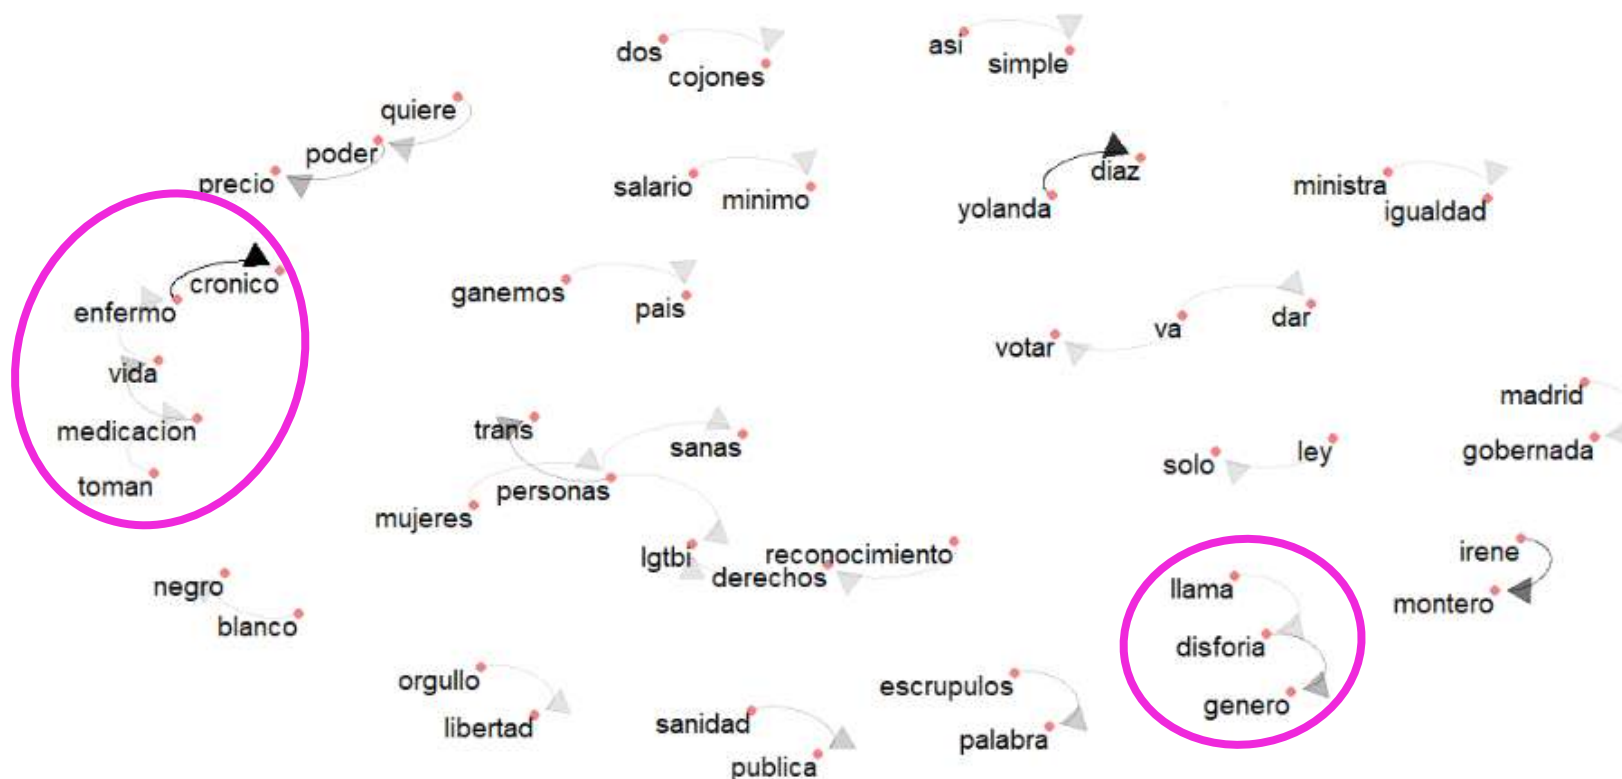 dos
cojones
asi
simple
quiere
poder
precio
salario
minimo
yolanda
diaz
ministra
igualdad
cronico
enfermo
vida
medicacion
toman
ganemos
pais
votar
va
dar
madrid
gobernada
trans
sanas
personas
mujeres
lgtbi
derechos
reconocimiento
solo
ley
irene
montero
negro
blanco
llama
disforia
genero
orgullo
libertad
sanidad
publica
escrupulos
palabra